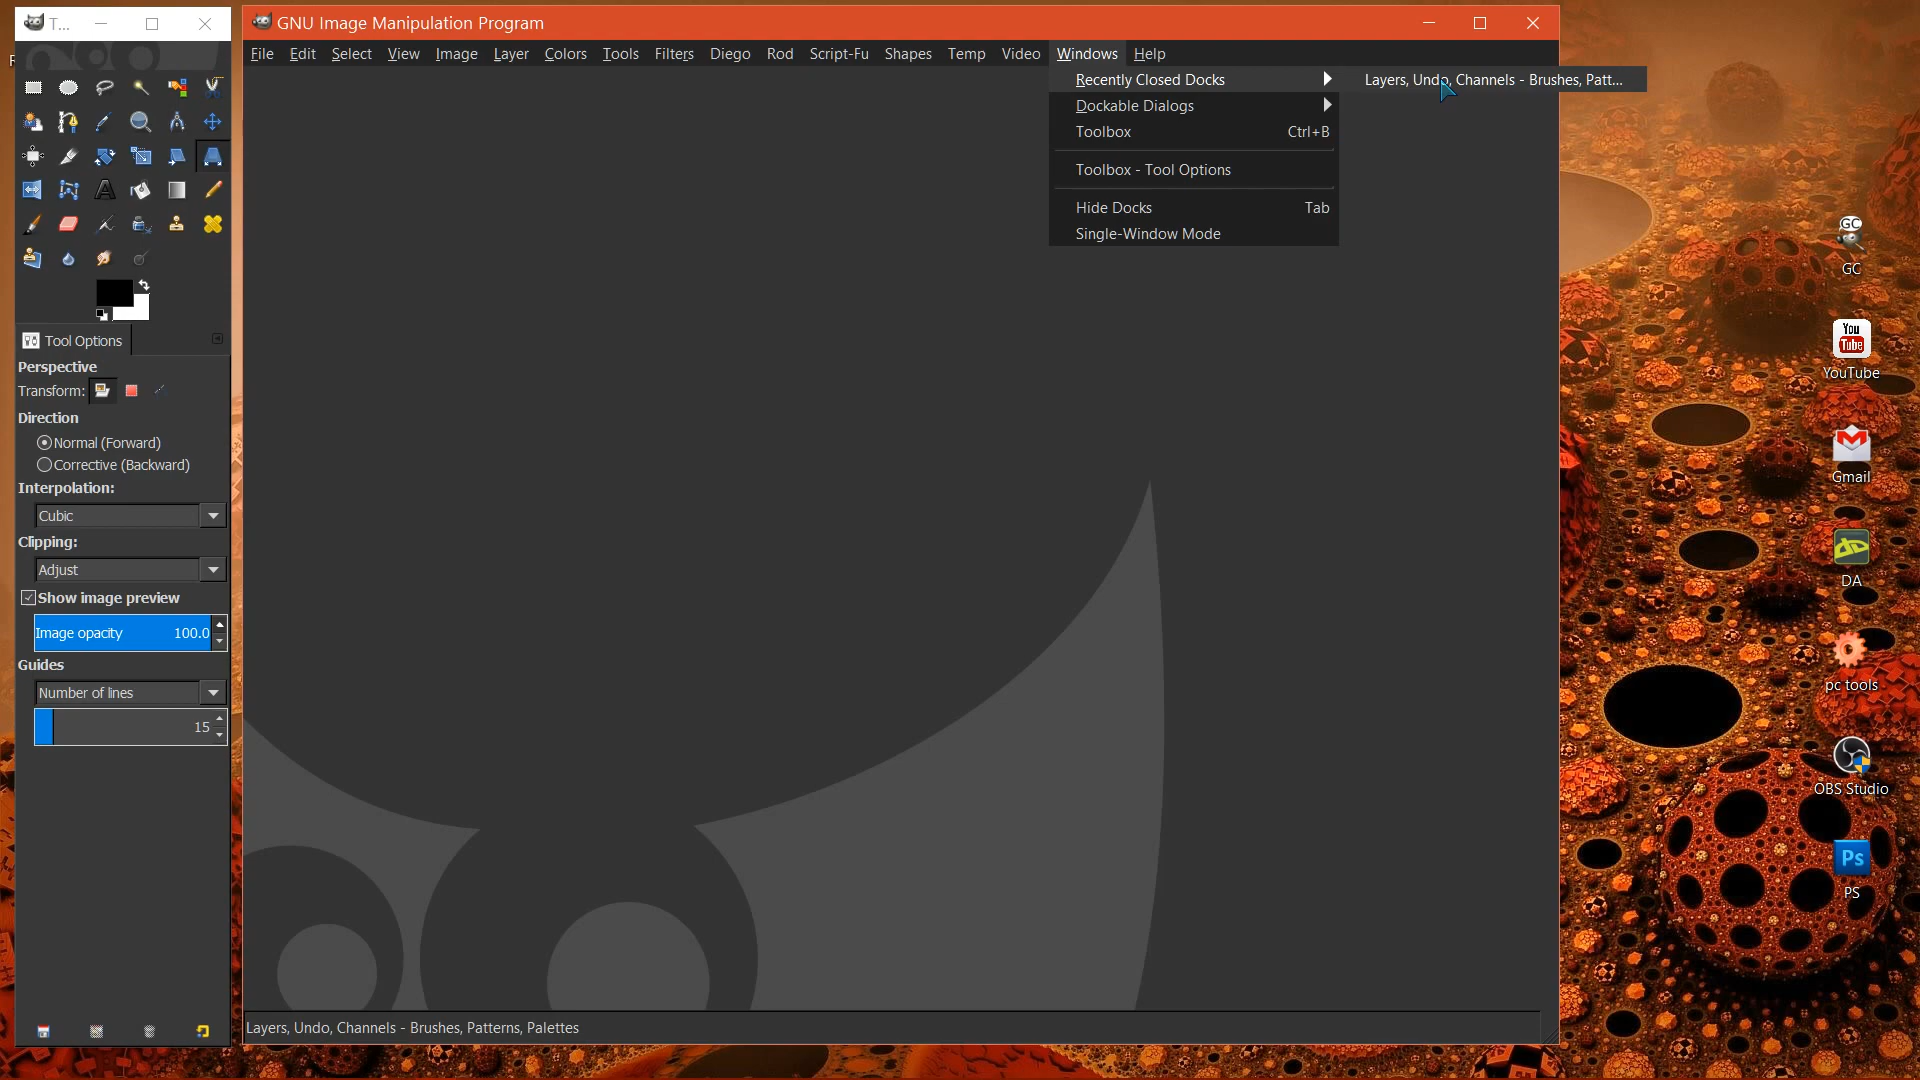 T...
GNU Image Manipulation Program
File Edit Select View Image Layer Colors Tools Filters Diego Rod Script-Fu Shapes Temp Video Windows Help
Recently Closed Docks
Layers, Undo, Channels - Brushes, Patt...
Dockable Dialogs
Toolbox Ctrl+B
Toolbox - Tool Options
Hide Docks Tab
Single-Window Mode
Tool Options
Perspective
Transform:
Direction
Normal (Forward)
Corrective (Backward)
Interpolation:
Cubic
Clipping:
Adjust
Show image preview
Image opacity 100.0
Guides
Number of lines
15
Layers, Undo, Channels - Brushes, Patterns, Palettes
GC
GC
You
Tube
YouTube
Gmail
DA
pc tools
OBS Studio
Ps
PS